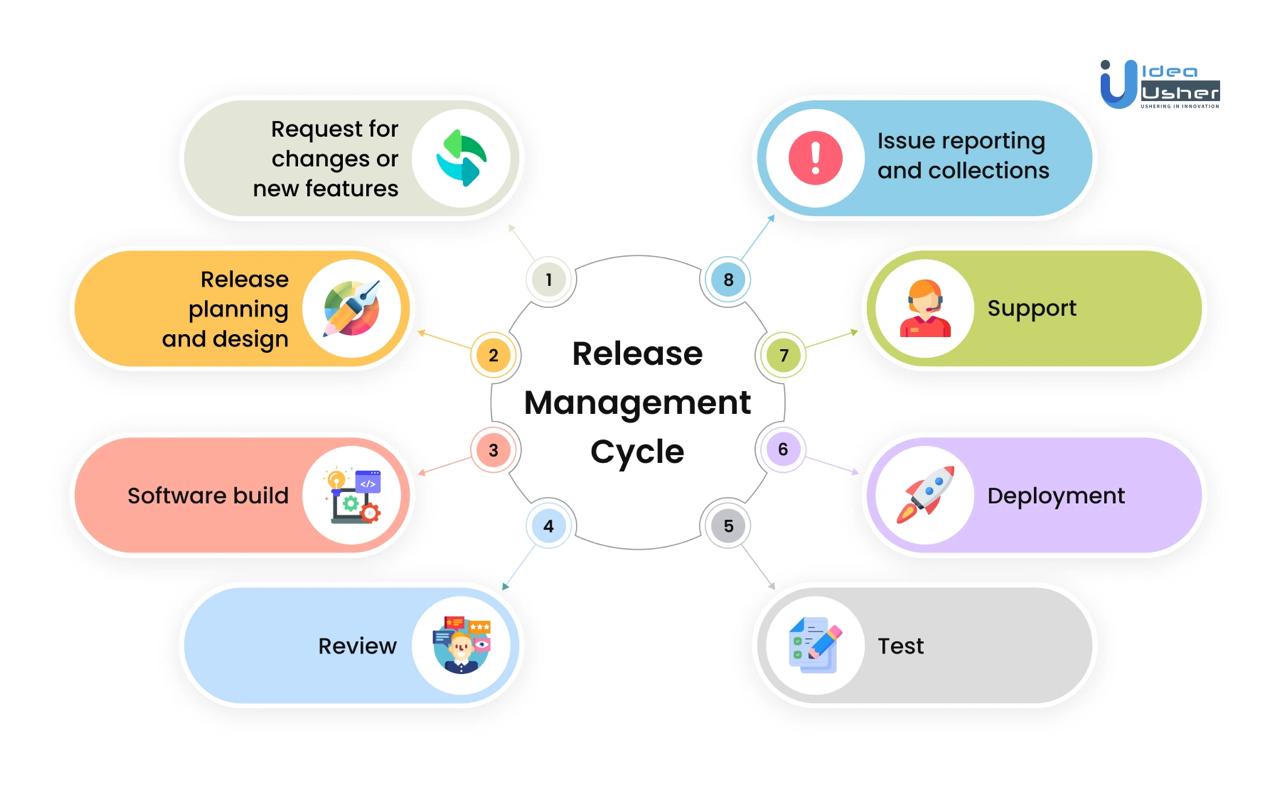 Idea
Usher
USHERING IN INNOVATION
Request for
changes or
new features
Issue reporting
and collections
Release
planning
and design
Support
Software build
Deployment
Review
Test
1
2
3
4
5
6
7
8
Release
Management
Cycle